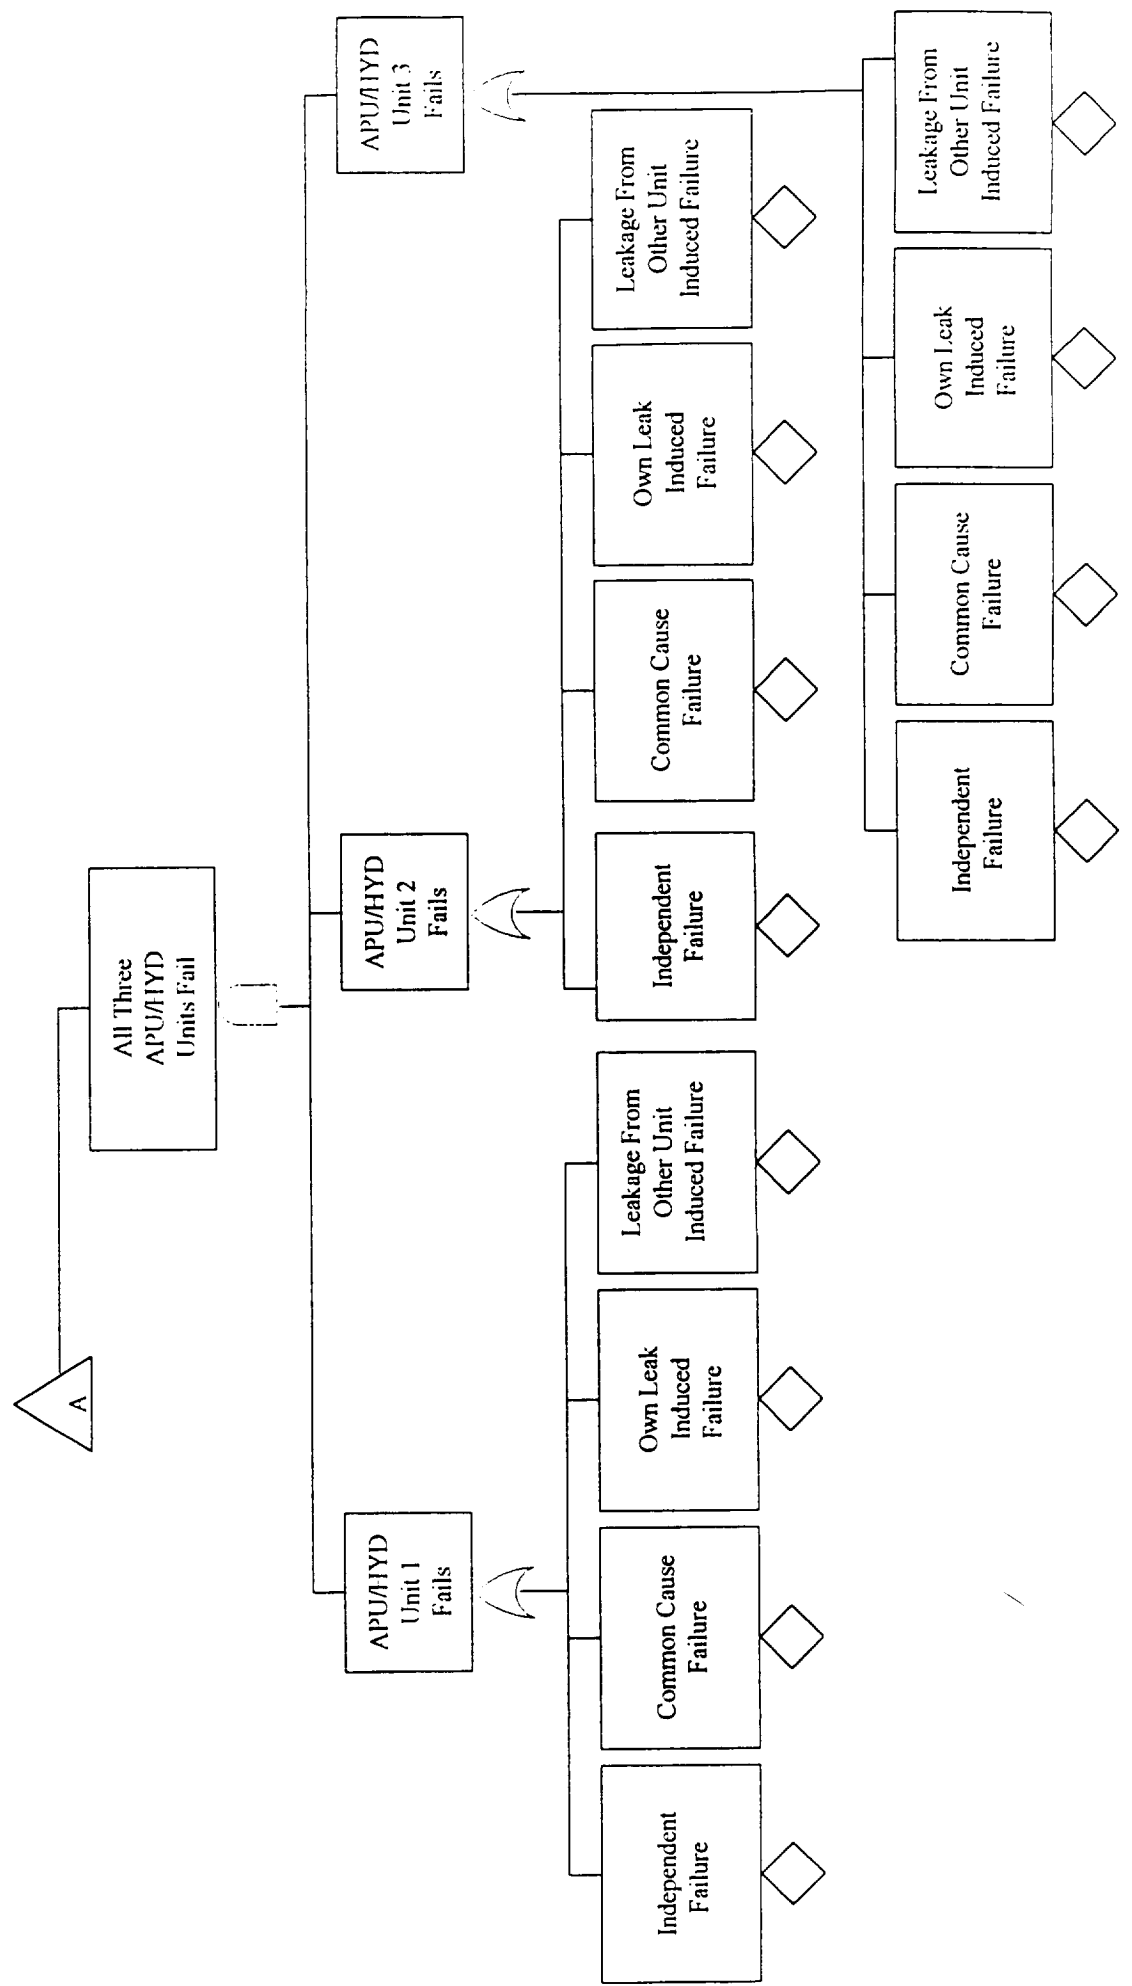 A
All Three
APU/HYD
Units Fail
APU/HYD
Unit 1
Fails
APU/HYD
Unit 2
Fails
APU/HYD
Unit 3
Fails
Independent
Failure
Common Cause
Failure
Own Leak
Induced
Failure
Leakage From
Other Unit
Induced Failure
Independent
Failure
Common Cause
Failure
Own Leak
Induced
Failure
Leakage From
Other Unit
Induced Failure
Independent
Failure
Common Cause
Failure
Own Leak
Induced
Failure
Leakage From
Other Unit
Induced Failure